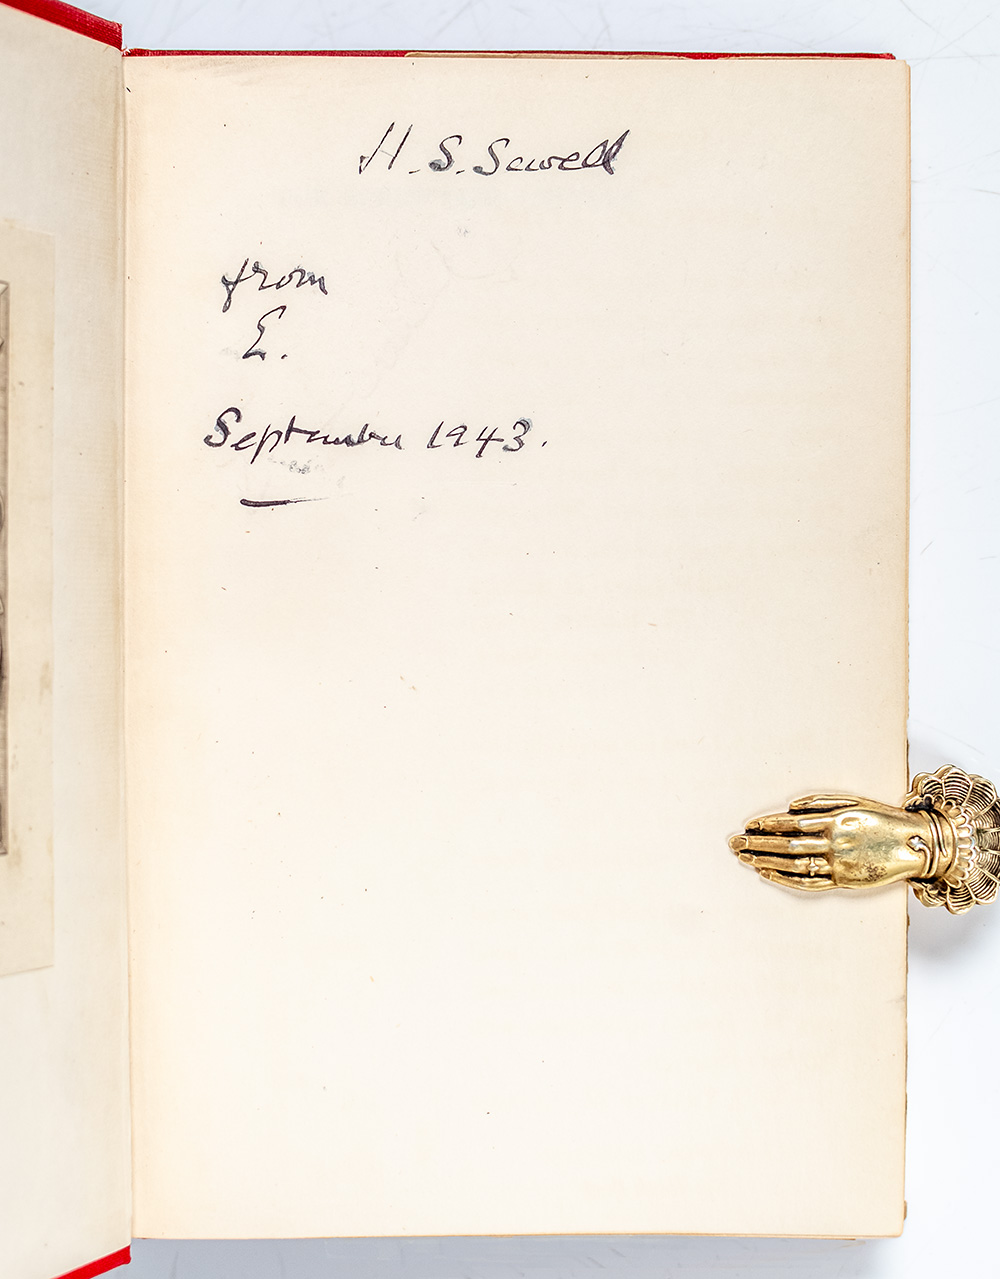 H. S. Sewell
from
E.
September 1943.